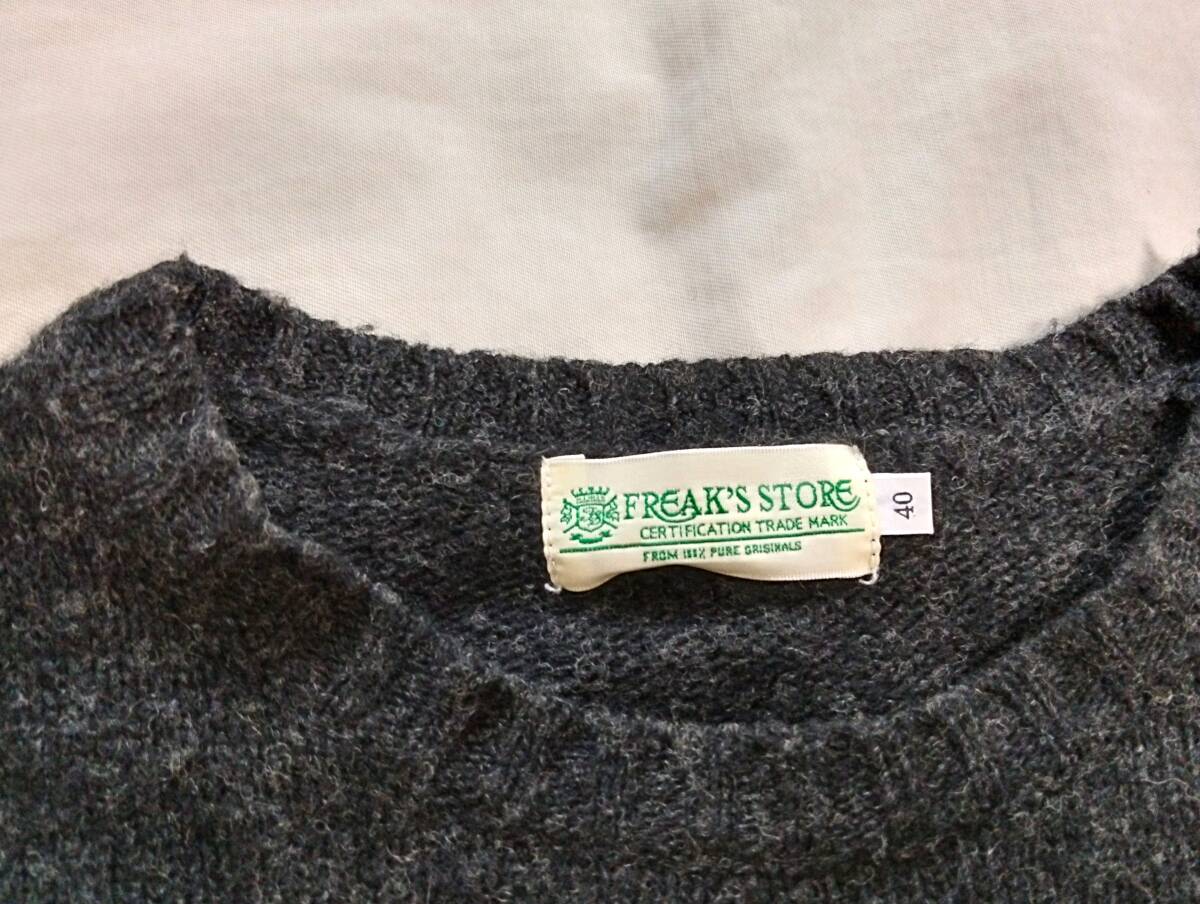 FREAK'S STORE
CERTIFICATION TRADE MARK
FROM 100% PURE ORIGINALS
40